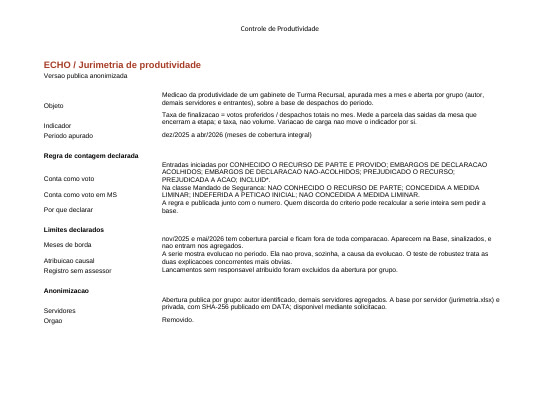 Controle de Produtividade
ECHO / Jurimetria de produtividade
Versao publica anonimizada
Medicao da produtividade de um gabinete de Turma Recursal, apurada mes a mes e aberta por grupo (autor,
demais servidores e entrantes), sobre a base de despachos do periodo.
Objeto
Taxa de finalizacao = votos proferidos / despachos totais no mes. Mede a parcela das saidas da mesa que
encerram a etapa; e taxa, nao volume. Variacao de carga nao move o indicador por si.
Indicador
Periodo apurado dez/2025 a abr/2026 (meses de cobertura integral)
Regra de contagem declarada
Entradas iniciadas por CONHECIDO O RECURSO DE PARTE E PROVIDO; EMBARGOS DE DECLARACAO
ACOLHIDOS; EMBARGOS DE DECLARACAO NAO-ACOLHIDOS; PREJUDICADO O RECURSO;
PREJUDICADA A ACAO; INCLUID*.
Conta como voto
Na classe Mandado de Seguranca: NAO CONHECIDO O RECURSO DE PARTE; CONCEDIDA A MEDIDA
LIMINAR; INDEFERIDA A PETICAO INICIAL; NAO CONCEDIDA A MEDIDA LIMINAR.
Conta como voto em MS
A regra e publicada junto com o numero. Quem discorda do criterio pode recalcular a serie inteira sem pedir a
base.
Por que declarar
Limites declarados
nov/2025 e mai/2026 tem cobertura parcial e ficam fora de toda comparacao. Aparecem na Base, sinalizados, e
nao entram nos agregados.
Meses de borda
A serie mostra evolucao no periodo. Ela nao prova, sozinha, a causa da evolucao. O teste de robustez trata as
duas explicacoes concorrentes mais obvias.
Atribuicao causal
Registro sem assessor Lancamentos sem responsavel atribuido foram excluidos da abertura por grupo.
Anonimizacao
Abertura publica por grupo: autor identificado, demais servidores agregados. A base por servidor (jurimetria.xlsx) e
privada, com SHA-256 publicado em DATA; disponivel mediante solicitacao.
Servidores
Orgao Removido.